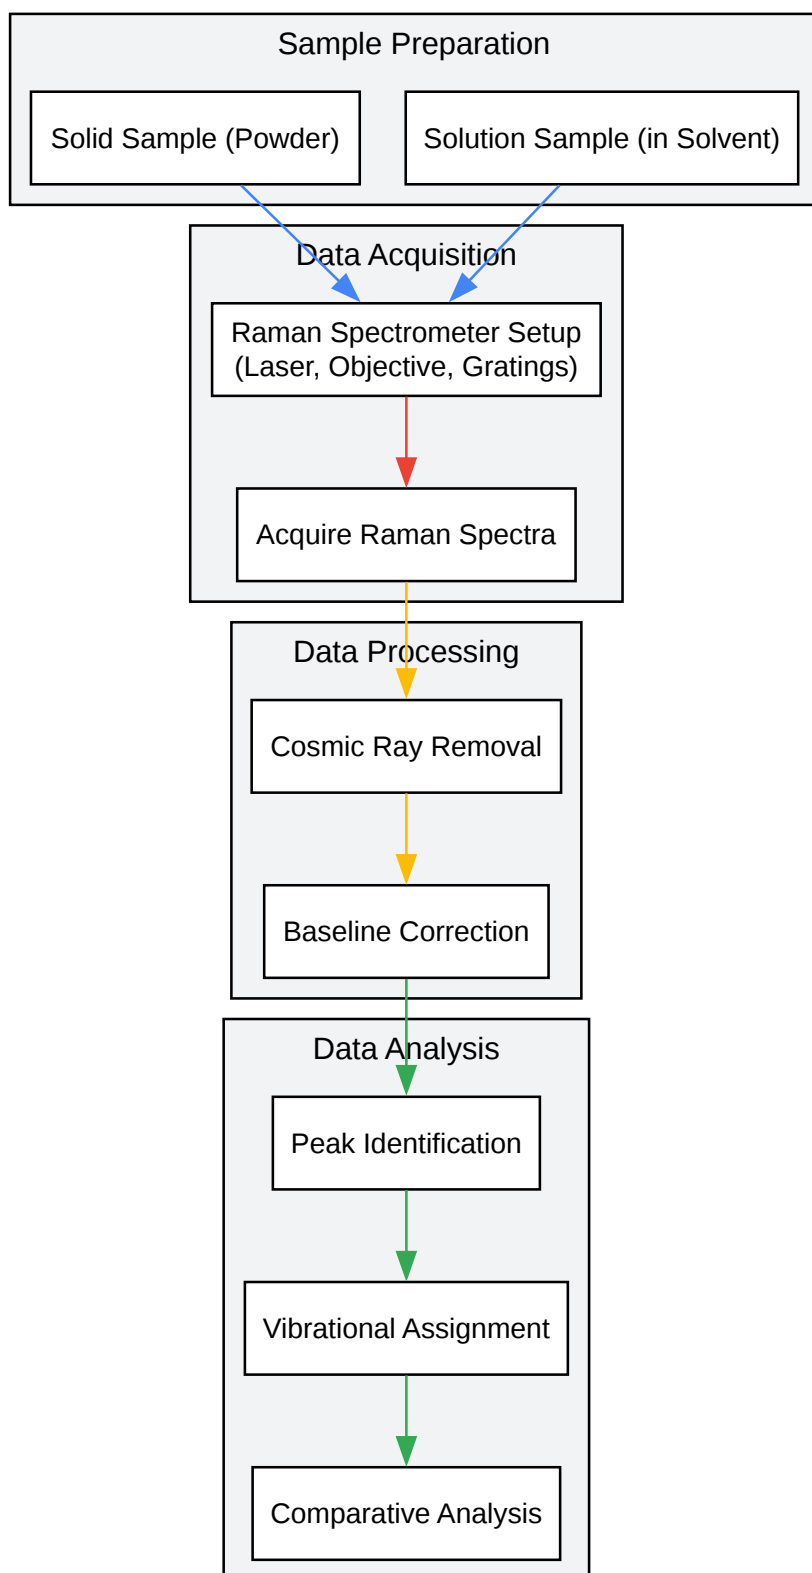 Sample Preparation
Solid Sample (Powder)
Solution Sample (in Solvent)
Data Acquisition
Raman Spectrometer Setup
(Laser, Objective, Gratings)
Acquire Raman Spectra
Data Processing
Cosmic Ray Removal
Baseline Correction
Data Analysis
Peak Identification
Vibrational Assignment
Comparative Analysis